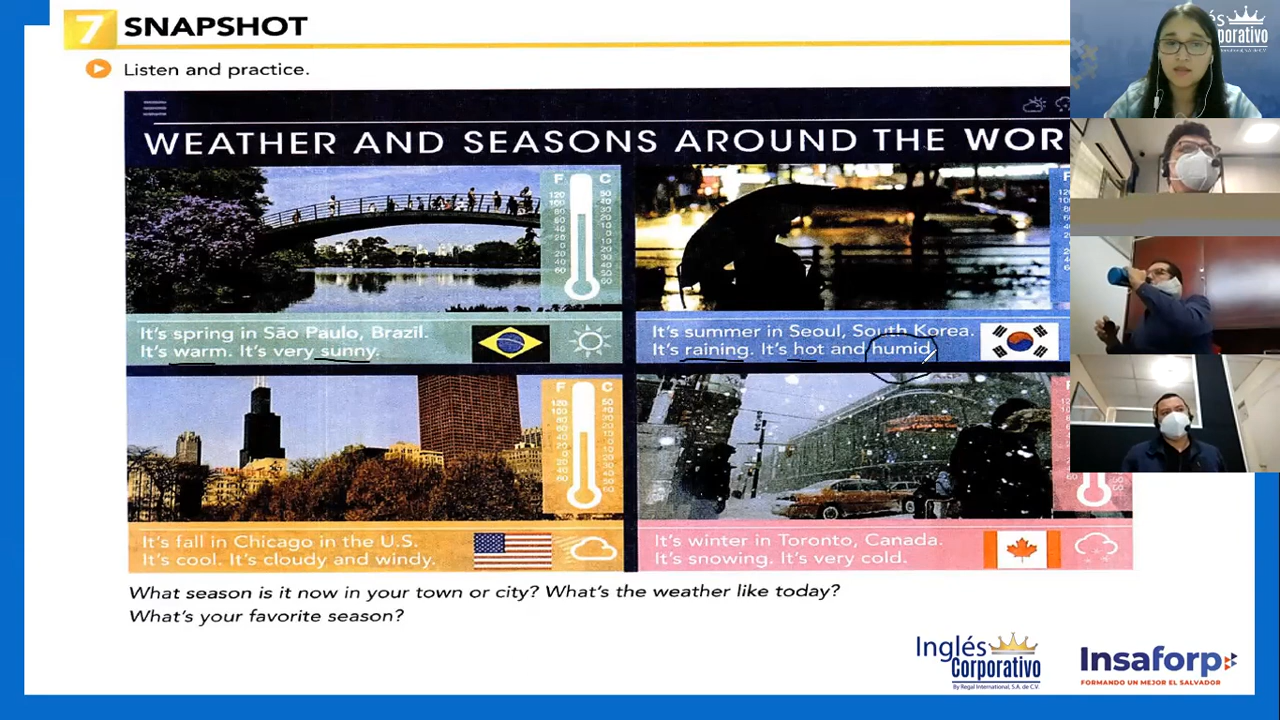 7 SNAPSHOT
Listen and practice.
WEATHER AND SEASONS AROUND THE WOR
F C
It's spring in São Paulo, Brazil.
It's warm. It's very sunny.
It's summer in Seoul, South Korea.
It's raining. It's hot and humid.
F C
It's fall in Chicago in the U.S.
It's cool. It's cloudy and windy.
It's winter in Toronto, Canada.
It's snowing. It's very cold.
What season is it now in your town or city? What's the weather like today?
What's your favorite season?
Inglés
Corporativo
By Regal International, S.A. de C.V.
Insaforp
FORMANDO UN MEJOR EL SALVADOR